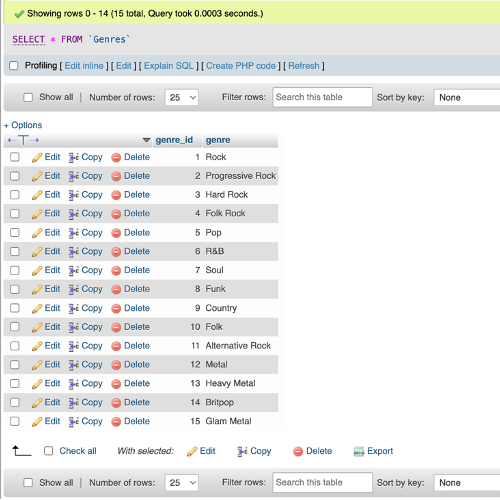 Showing rows 0 - 14 (15 total, Query took 0.0003 seconds.)
SELECT * FROM `Genres`
Profiling [ Edit inline ] [ Edit ] [ Explain SQL ] [ Create PHP code ] [ Refresh ]
Show all | Number of rows: 25 Filter rows: Search this table Sort by key: None
+ Options
←T→ genre_id genre
Edit Copy Delete 1 Rock
Edit Copy Delete 2 Progressive Rock
Edit Copy Delete 3 Hard Rock
Edit Copy Delete 4 Folk Rock
Edit Copy Delete 5 Pop
Edit Copy Delete 6 R&B
Edit Copy Delete 7 Soul
Edit Copy Delete 8 Funk
Edit Copy Delete 9 Country
Edit Copy Delete 10 Folk
Edit Copy Delete 11 Alternative Rock
Edit Copy Delete 12 Metal
Edit Copy Delete 13 Heavy Metal
Edit Copy Delete 14 Britpop
Edit Copy Delete 15 Glam Metal
Check all With selected: Edit Copy Delete Export
Show all | Number of rows: 25 Filter rows: Search this table Sort by key: None